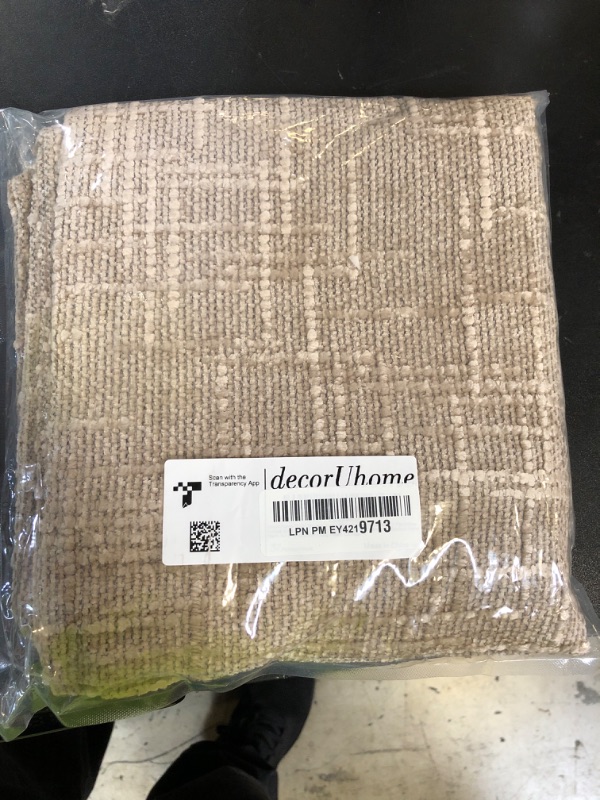 Scan with the
Transparency App
decorUhome
LPN PM EY4219713